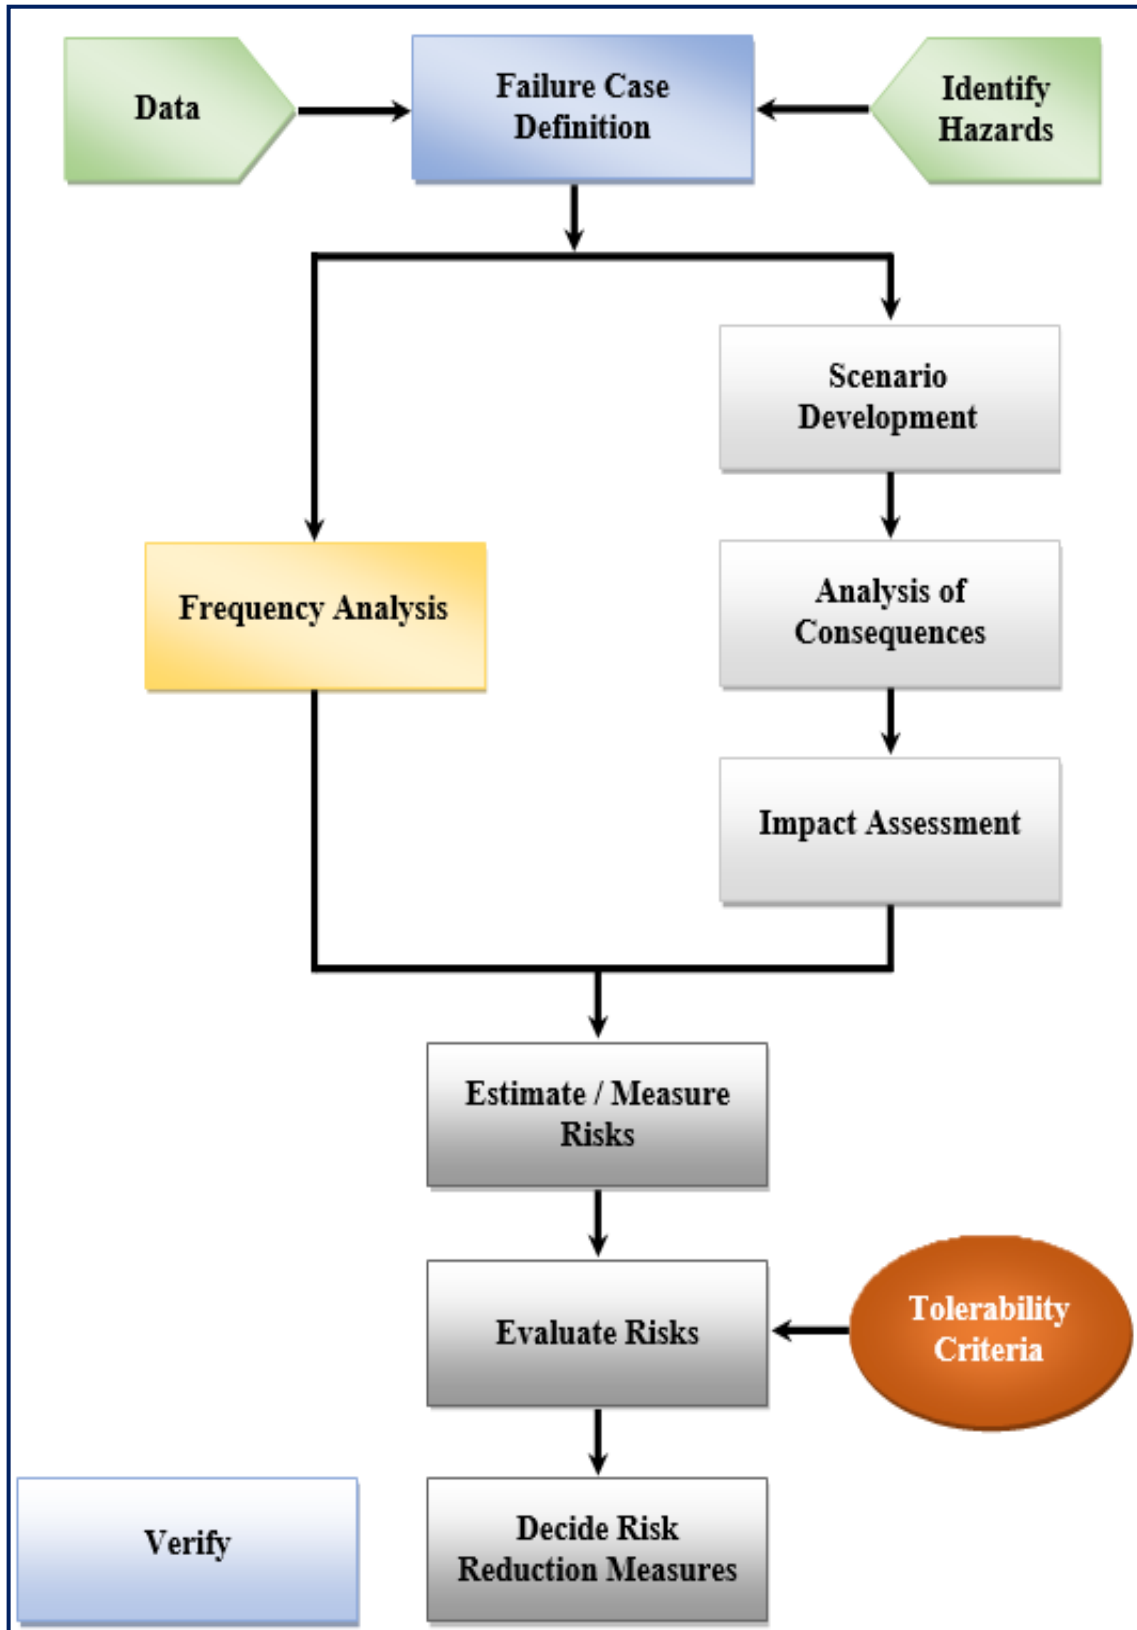 Data
Failure Case
Definition
Identify
Hazards
Scenario
Development
Frequency Analysis
Analysis of
Consequences
Impact Assessment
Estimate / Measure
Risks
Evaluate Risks
Tolerability
Criteria
Verify
Decide Risk
Reduction Measures